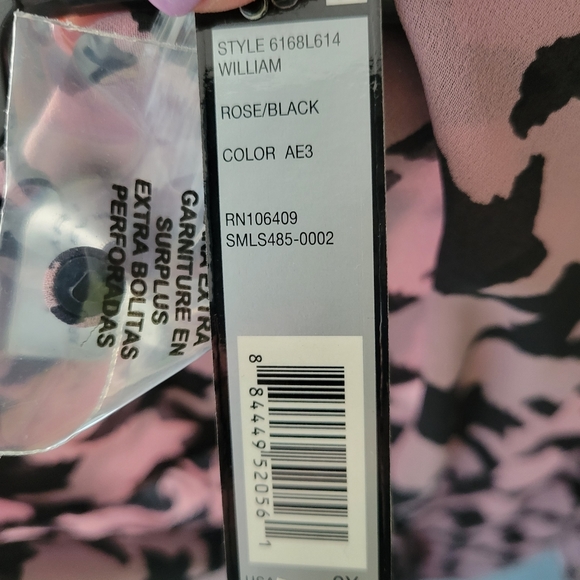 STYLE 6168L614
WILLIAM
ROSE/BLACK
COLOR AE3
RN106409
SMLS485-0002
8 84449 52056 1
EXTRA
GARNITURE EN
SURPLUS
EXTRA BOLITAS
PERFORADAS